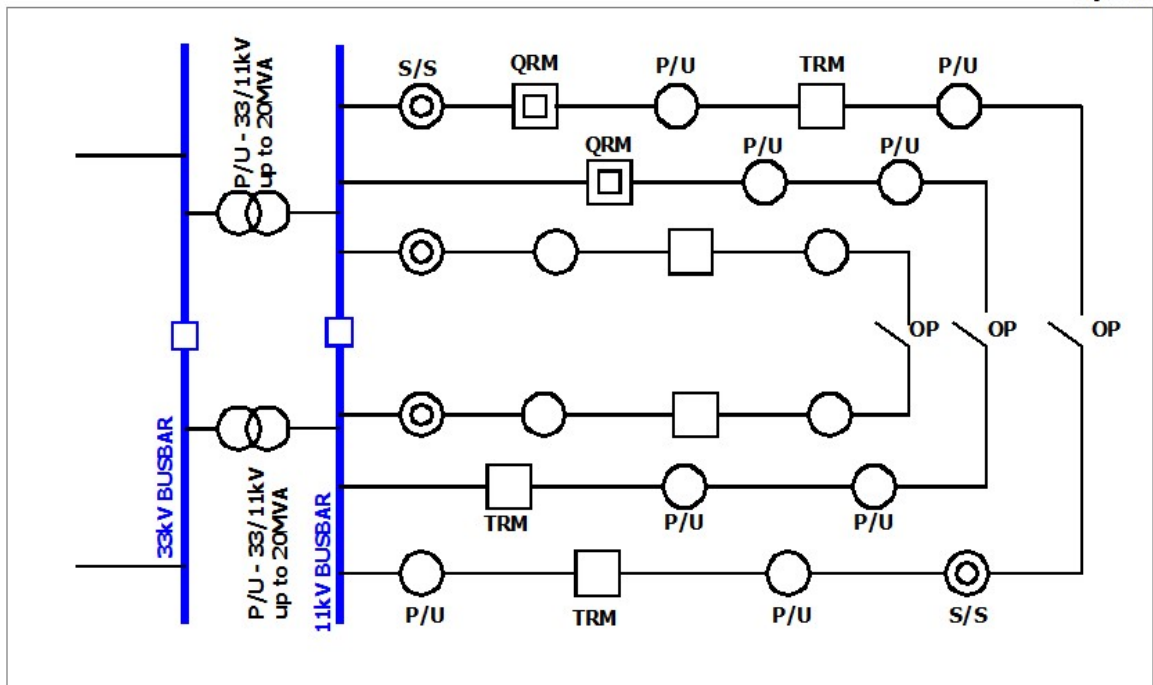 S/S
QRM
P/U
TRM
P/U
P/U - 33/11kV
up to 20MVA
QRM
P/U
P/U
OP
OP
OP
33kV BUSBAR
P/U - 33/11kV
up to 20MVA
11kV BUSBAR
TRM
P/U
P/U
P/U
TRM
P/U
S/S